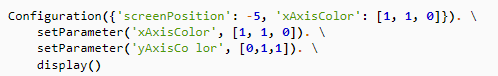 Configuration({'screenPosition': -5, 'xAxisColor': [1, 1, 0]}). \
    setParameter('xAxisColor', [1, 1, 0]). \
    setParameter('yAxisCo lor', [0,1,1]). \
    display()